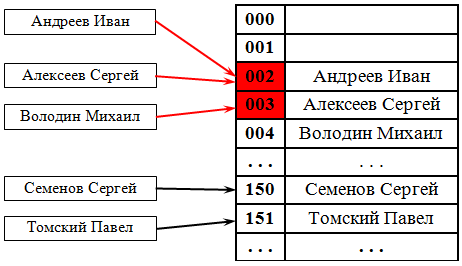 Андреев Иван
Алексеев Сергей
Володин Михаил
Семенов Сергей
Томский Павел
000
001
002 Андреев Иван
003 Алексеев Сергей
004 Володин Михаил
... ...
150 Семенов Сергей
151 Томский Павел
... ...